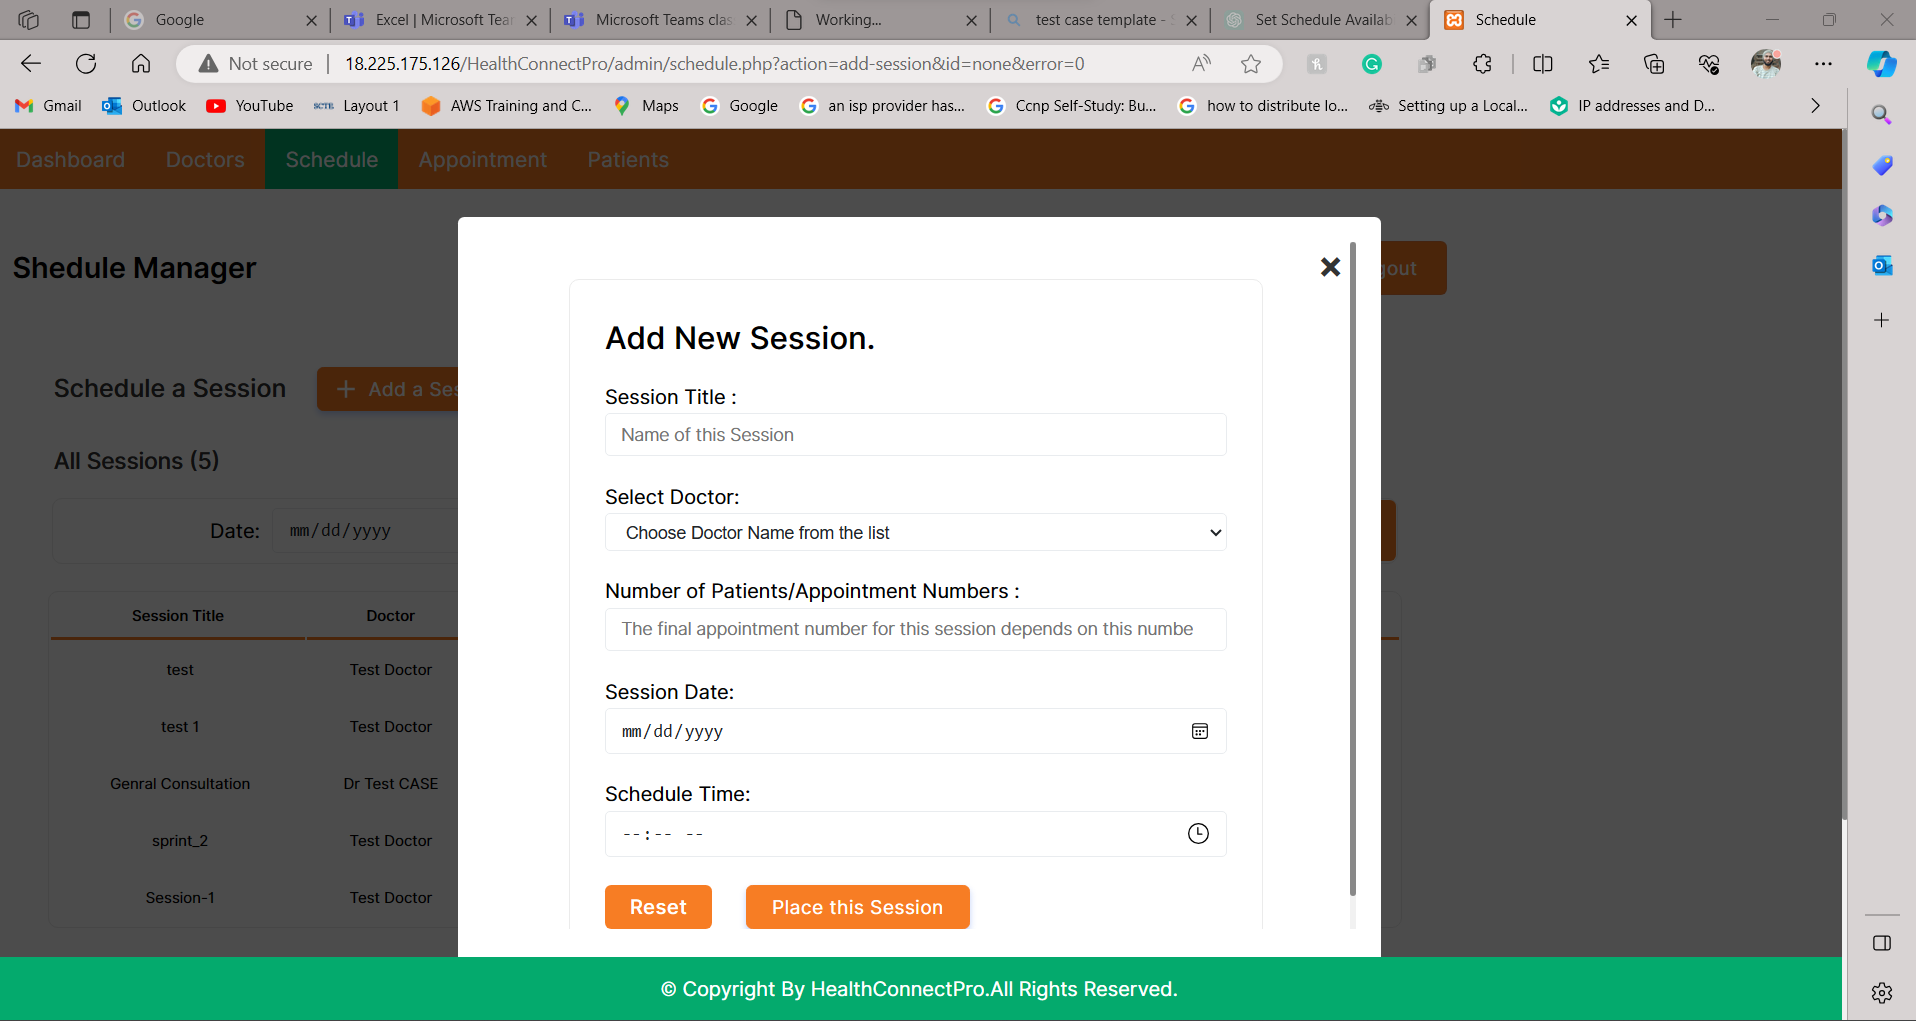 Google
Excel | Microsoft Tear
Microsoft Teams clas
Working...
test case template -
Set Schedule Availab
Schedule
Not secure
18.225.175.126/HealthConnectPro/admin/schedule.php?action=add-session&id=none&error=0
Gmail
Outlook
YouTube
SCTE Layout 1
AWS Training and C...
Maps
Google
an isp provider has...
Ccnp Self-Study: Bu...
how to distribute lo...
Setting up a Local...
IP addresses and D...
Dashboard
Doctors
Schedule
Appointment
Patients
Shedule Manager
gout
Schedule a Session
Add a Ses
All Sessions (5)
Date:
mm/dd/yyyy
Session Title
Doctor
test
Test Doctor
test 1
Test Doctor
Genral Consultation
Dr Test CASE
sprint_2
Test Doctor
Session-1
Test Doctor
Add New Session.
Session Title :
Name of this Session
Select Doctor:
Choose Doctor Name from the list
Number of Patients/Appointment Numbers :
The final appointment number for this session depends on this numbe
Session Date:
mm/dd/yyyy
Schedule Time:
--:-- --
Reset
Place this Session
© Copyright By HealthConnectPro.All Rights Reserved.